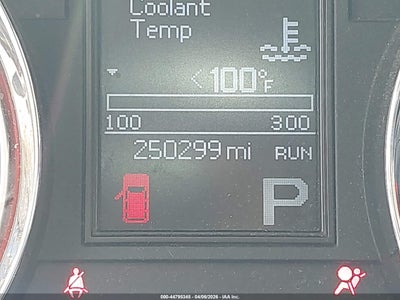 Coolant
Temp
<100°F
100 300
250299 mi RUN
P
000-44795345 - 04/06/2026 - IAA Inc.